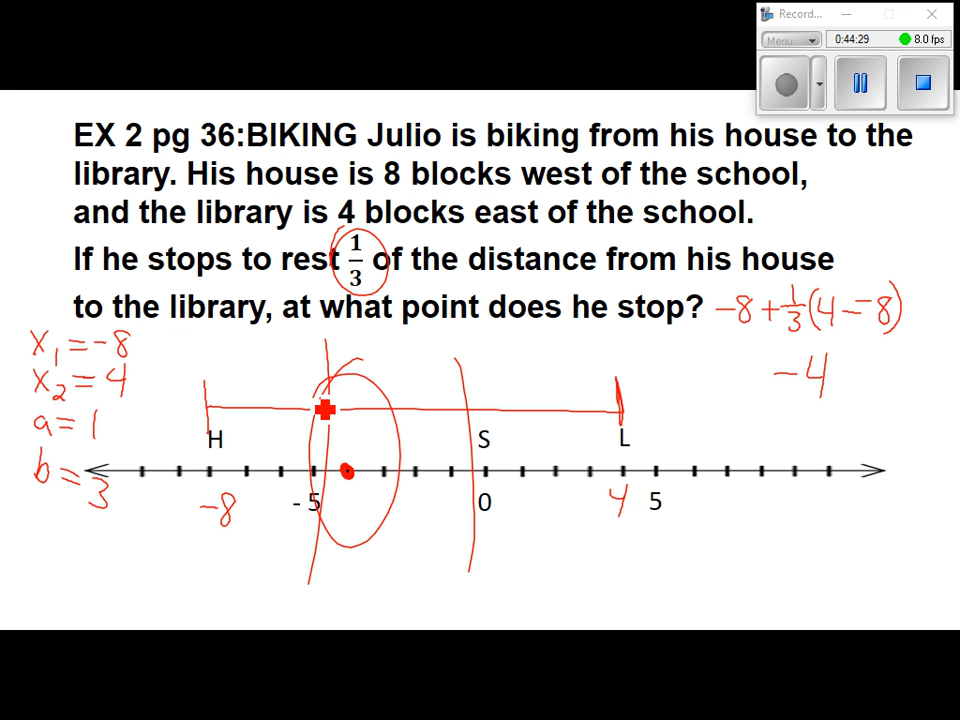 Record...
Menu
0:44:29
8.0 fps
EX 2 pg 36:BIKING Julio is biking from his house to the
library. His house is 8 blocks west of the school,
and the library is 4 blocks east of the school.
If he stops to rest 1/3 of the distance from his house
to the library, at what point does he stop? -8+1/3(4--8)
-4
x₁=-8
x₂=4
a=1
b=3
H S L
-8 -5 0 4 5